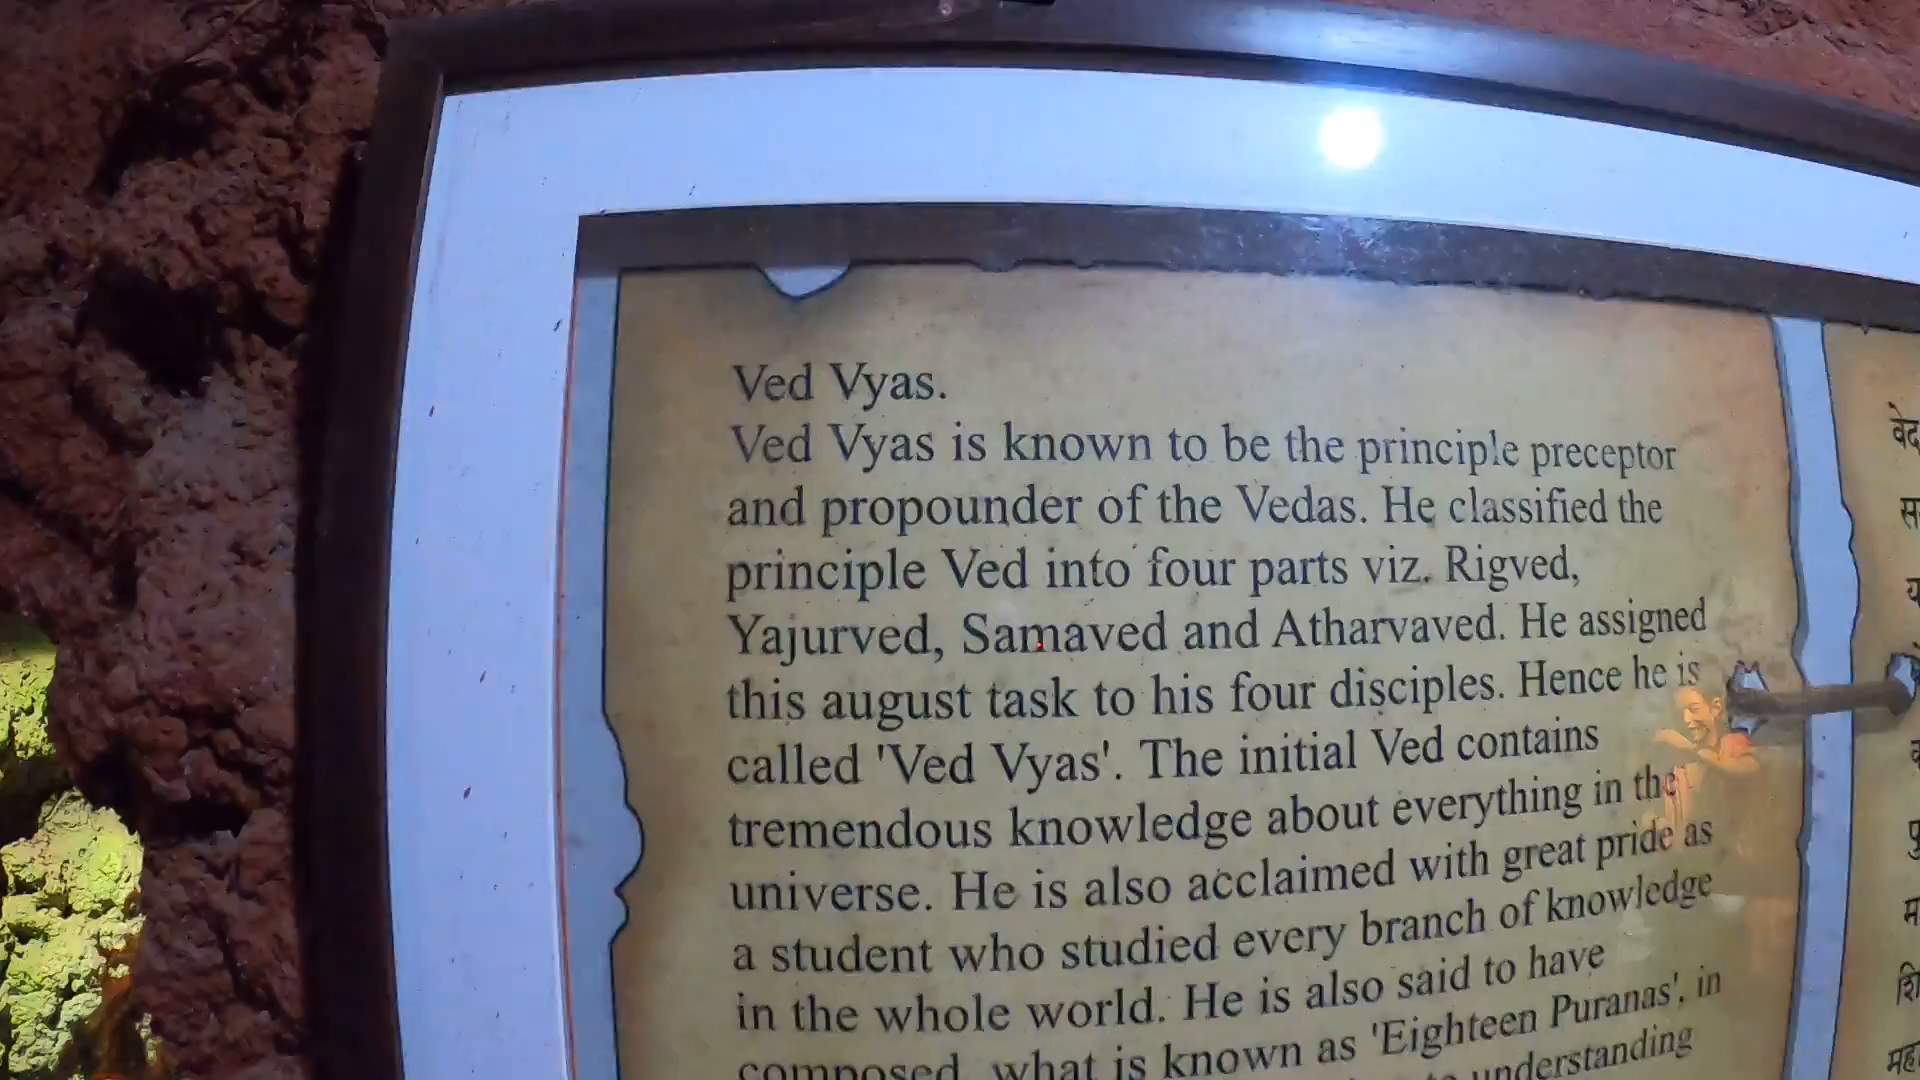 Ved Vyas.
Ved Vyas is known to be the principle preceptor
and propounder of the Vedas. He classified the
principle Ved into four parts viz. Rigved,
Yajurved, Samaved and Atharvaved. He assigned
this august task to his four disciples. Hence he is
called 'Ved Vyas'. The initial Ved contains
tremendous knowledge about everything in the
universe. He is also acclaimed with great pride as
a student who studied every branch of knowledge
in the whole world. He is also said to have
composed, what is known as 'Eighteen Puranas', in
understanding
वेद